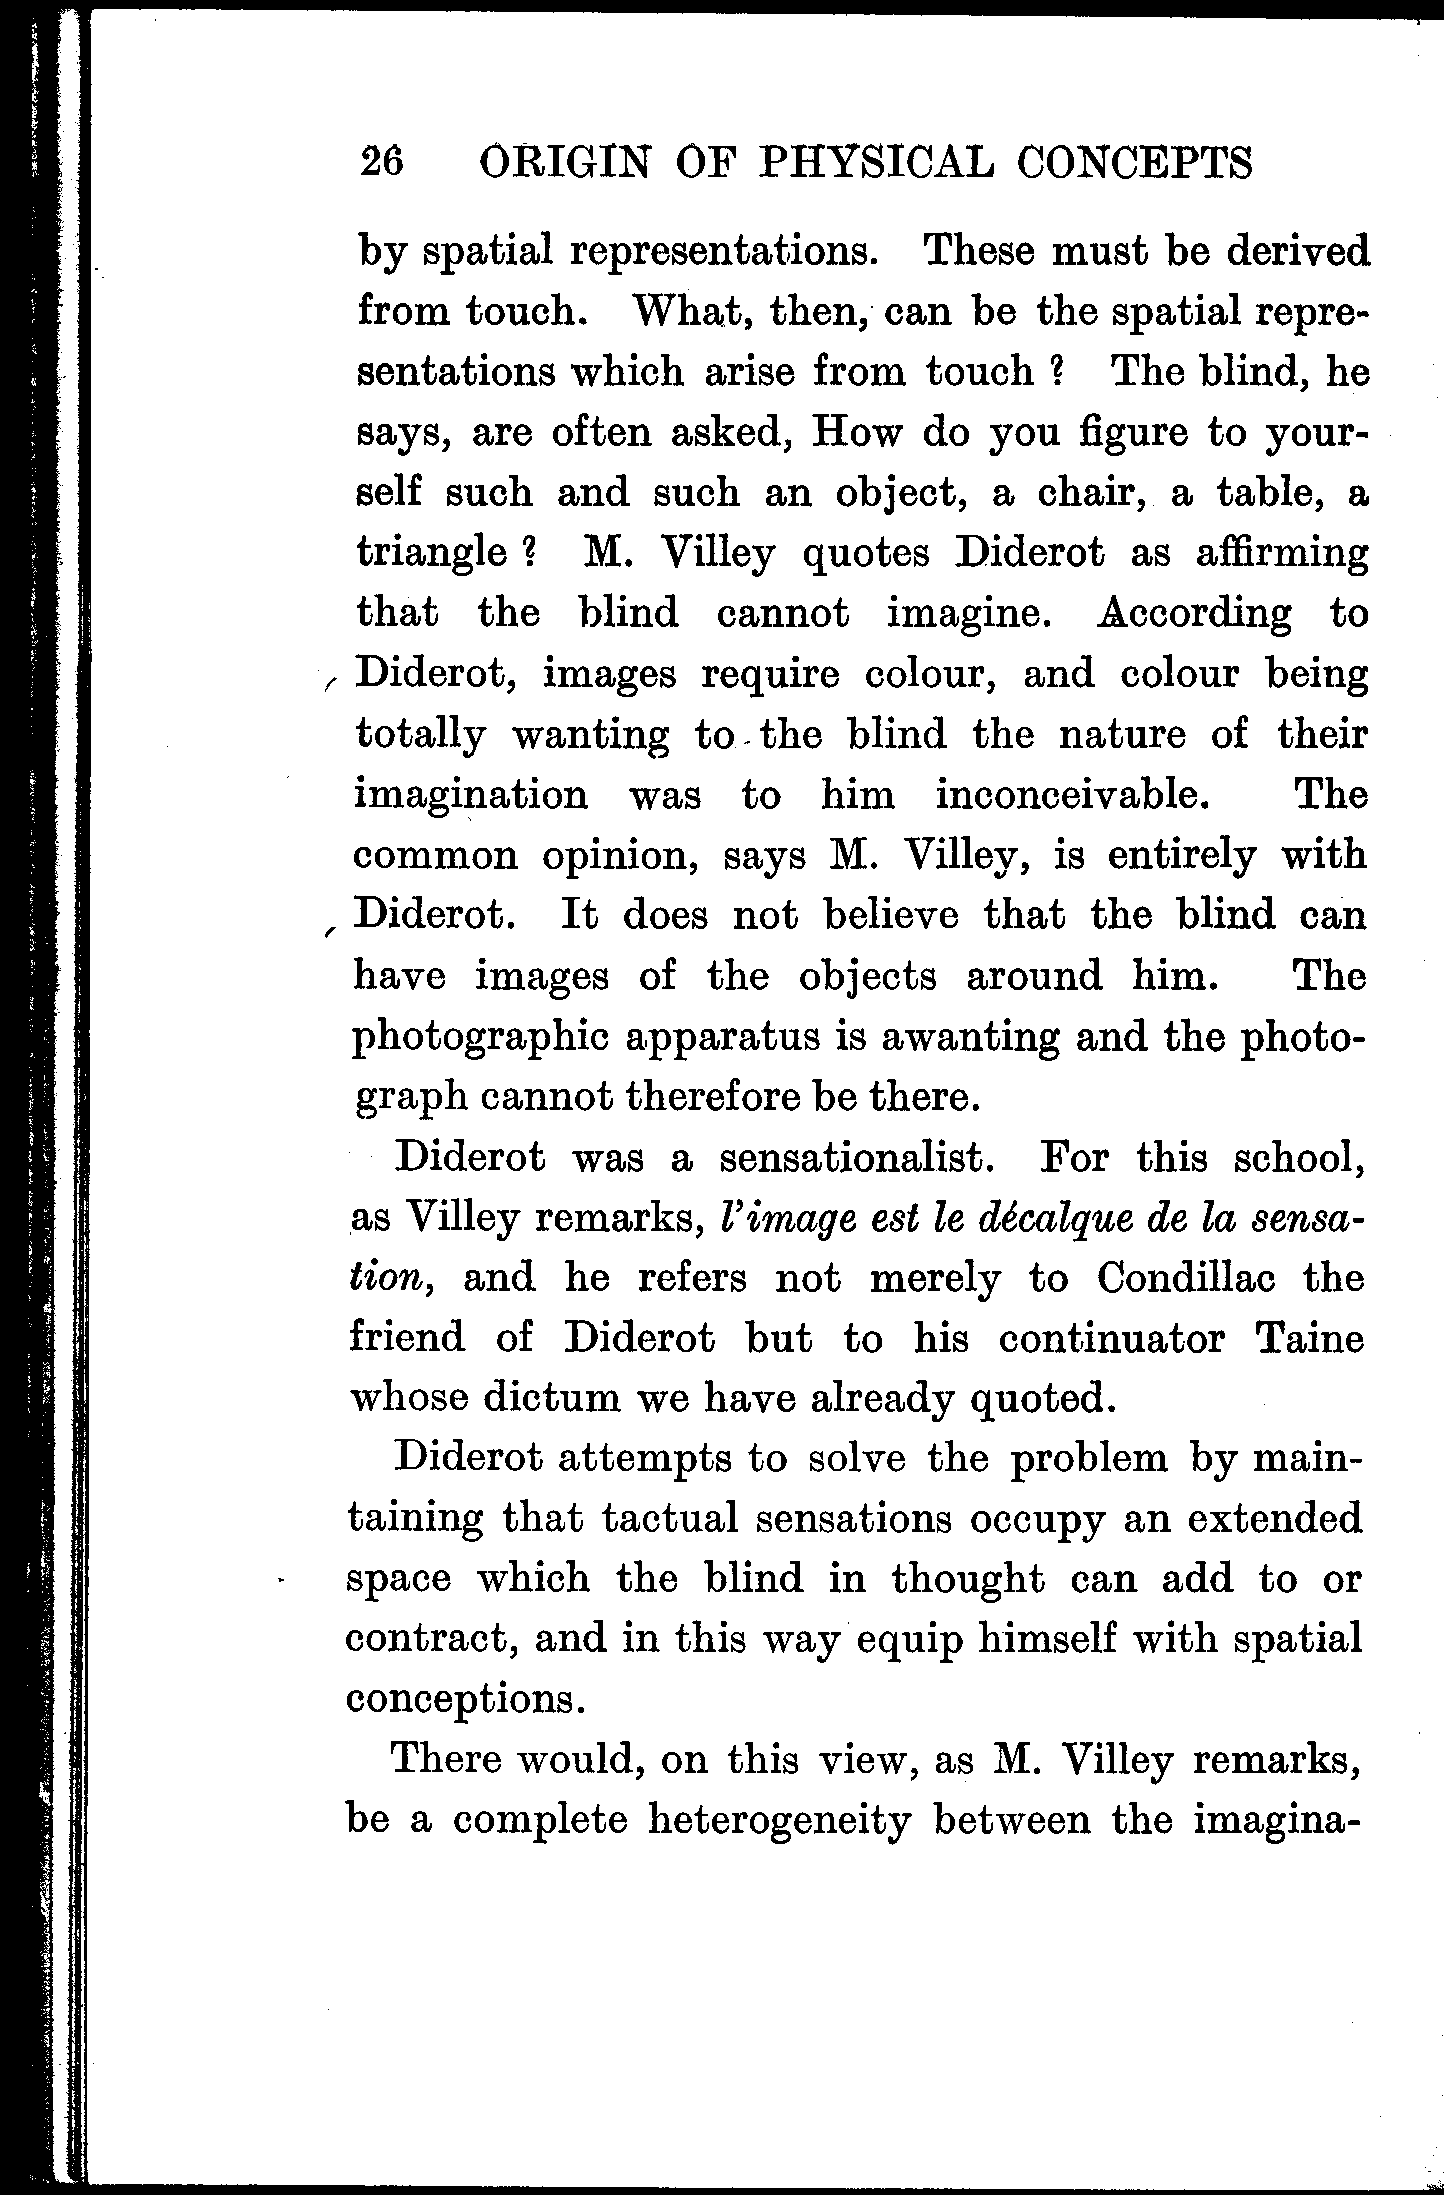 26 ORIGIN OF PHYSICAL CONCEPTS
by spatial representations. These must be derived
from touch. What, then, can be the spatial repre-
sentations which arise from touch ? The blind, he
says, are often asked, How do you figure to your-
self such and such an object, a chair, a table, a
triangle ? M. Villey quotes Diderot as affirming
that the blind cannot imagine. According to
Diderot, images require colour, and colour being
totally wanting to the blind the nature of their
imagination was to him inconceivable. The
common opinion, says M. Villey, is entirely with
Diderot. It does not believe that the blind can
have images of the objects around him. The
photographic apparatus is awanting and the photo-
graph cannot therefore be there.
Diderot was a sensationalist. For this school,
as Villey remarks, l'image est le décalque de la sensa-
tion, and he refers not merely to Condillac the
friend of Diderot but to his continuator Taine
whose dictum we have already quoted.
Diderot attempts to solve the problem by main-
taining that tactual sensations occupy an extended
space which the blind in thought can add to or
contract, and in this way equip himself with spatial
conceptions.
There would, on this view, as M. Villey remarks,
be a complete heterogeneity between the imagina-